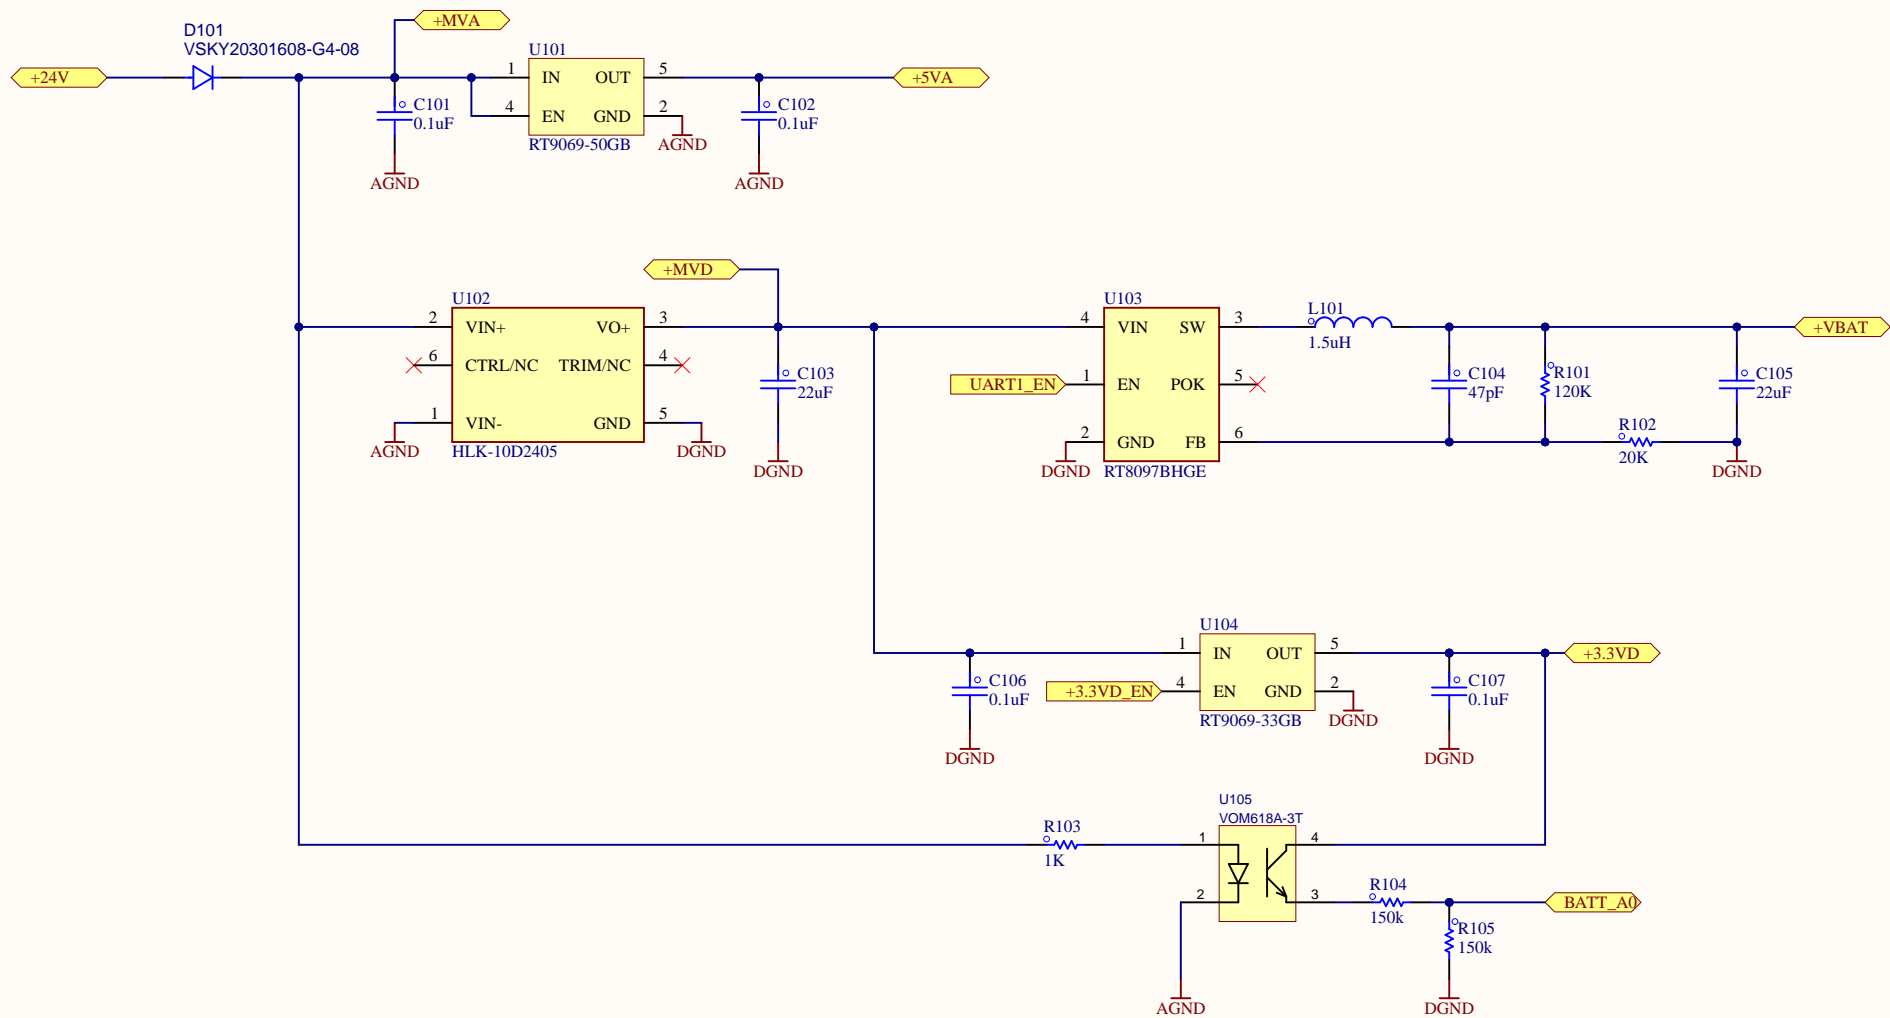 D101
VSKY20301608-G4-08
+24V
+MVA
U101
1 IN OUT 5
4 EN GND 2
RT9069-50GB
AGND
C101
0.1uF
AGND
C102
0.1uF
AGND
+5VA
+MVD
U102
2 VIN+ VO+ 3
6 CTRL/NC TRIM/NC 4
1 VIN- GND 5
HLK-10D2405
AGND
DGND
C103
22uF
DGND
U103
4 VIN SW 3
1 EN POK 5
2 GND FB 6
RT8097BHGE
UART1_EN
DGND
L101
1.5uH
C104
47pF
R101
120K
R102
20K
C105
22uF
DGND
+VBAT
U104
1 IN OUT 5
4 EN GND 2
RT9069-33GB
+3.3VD_EN
DGND
C106
0.1uF
DGND
C107
0.1uF
DGND
+3.3VD
U105
VOM618A-3T
1 4
2 3
R103
1K
AGND
R104
150k
R105
150k
DGND
BATT_A0